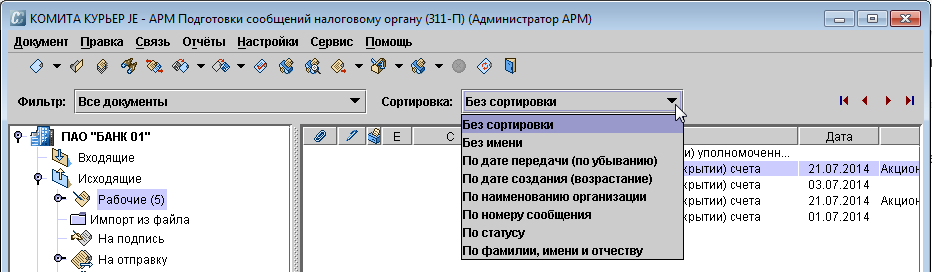 КОМИТА КУРЬЕР JE - АРМ Подготовки сообщений налоговому органу (311-П) (Администратор АРМ)
Документ Правка Связь Отчёты Настройки Сервис Помощь
Фильтр: Все документы Сортировка: Без сортировки
ПАО "БАНК 01"
Входящие
Исходящие
Рабочие (5)
Импорт из файла
На подпись
На отправку
Е С Дата
Без сортировки
Без имени
По дате передачи (по убыванию)
По дате создания (возрастание)
По наименованию организации
По номеру сообщения
По статусу
По фамилии, имени и отчеству
и) уполномоченн...
крытии) счета 21.07.2014 Акцион
крытии) счета 03.07.2014
крытии) счета 21.07.2014 Акцион
крытии) счета 01.07.2014